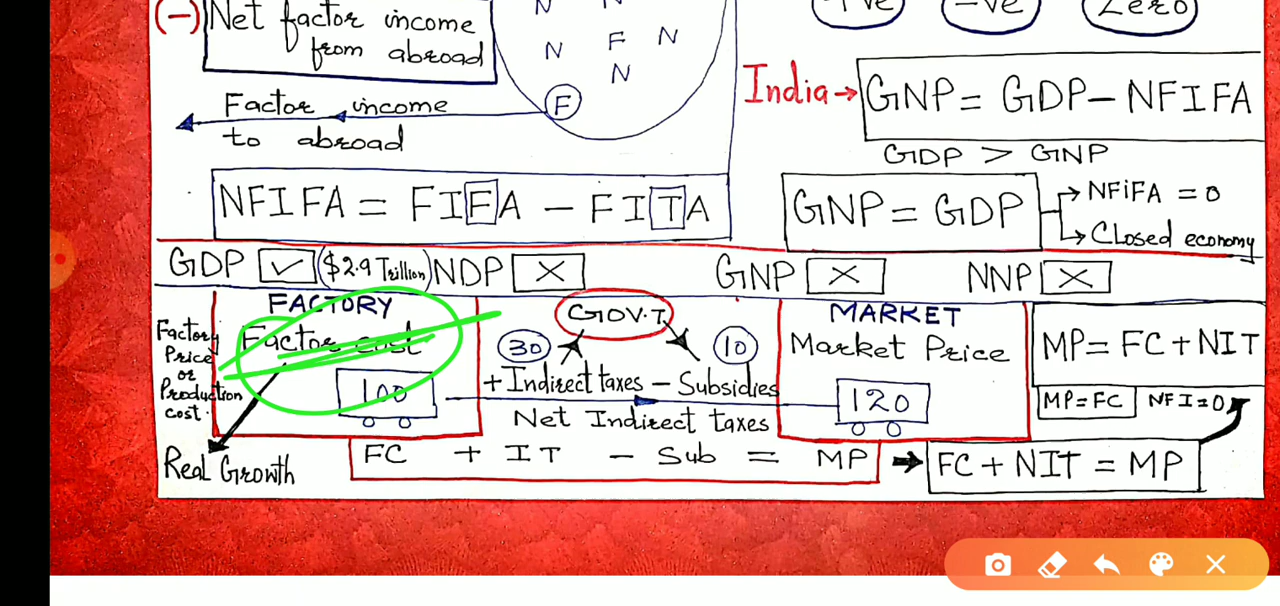 (-) Net factor income
from abroad
N
N F N
N
F
Factor income
to abroad
NFIFA = FIFA - FITA
-ve
Zero
India → GNP = GDP - NFIFA
GDP > GNP
GNP = GDP
NFiFA = 0
Closed economy
GDP ✓ ($2.9 Trillion) NDP ✗ GNP ✗ NNP ✗
FACTORY
Factor cost
Factory
Price
or
Production
cost.
100
Real Growth
GOV.T
30 10
+ Indirect taxes - Subsidies
Net Indirect taxes
MARKET
Market Price
120
MP = FC + NIT
MP = FC NFI = 0
FC + IT - Sub = MP → FC + NIT = MP